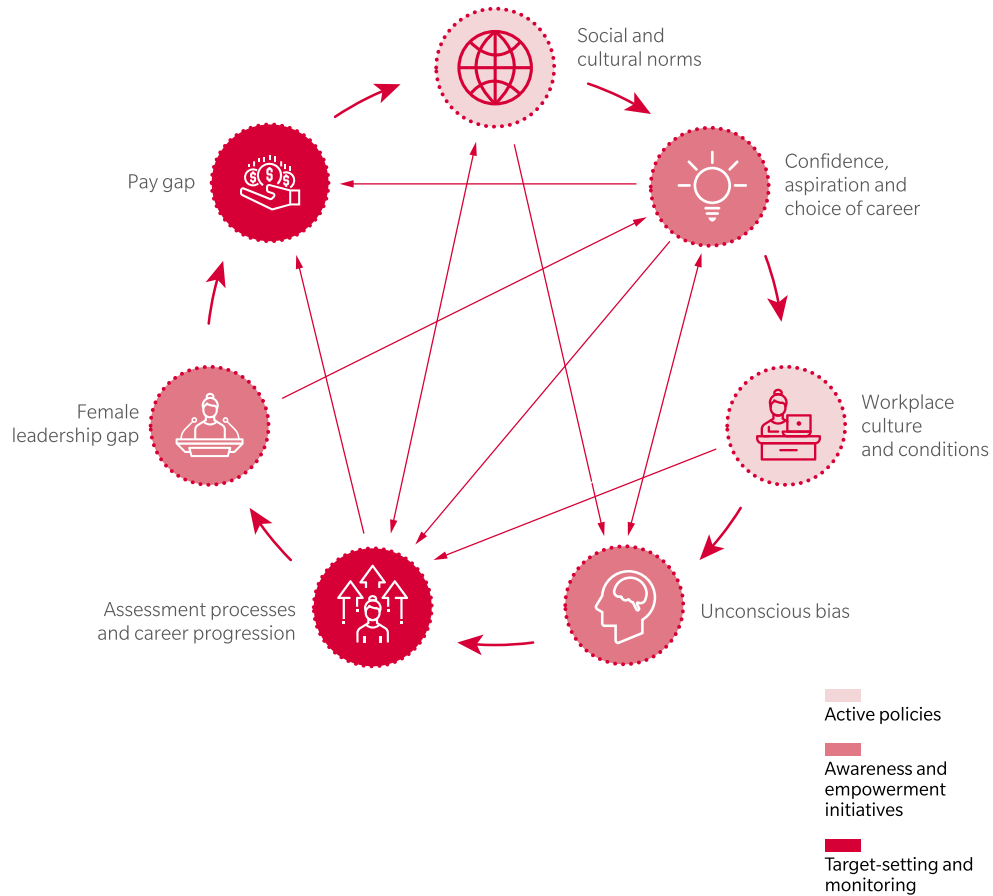 Social and
cultural norms
Confidence,
aspiration and
choice of career
Pay gap
$ $ $
Workplace
culture
and conditions
Female
leadership gap
Assessment processes
and career progression
Unconscious bias
Active policies
Awareness and
empowerment
initiatives
Target-setting and
monitoring